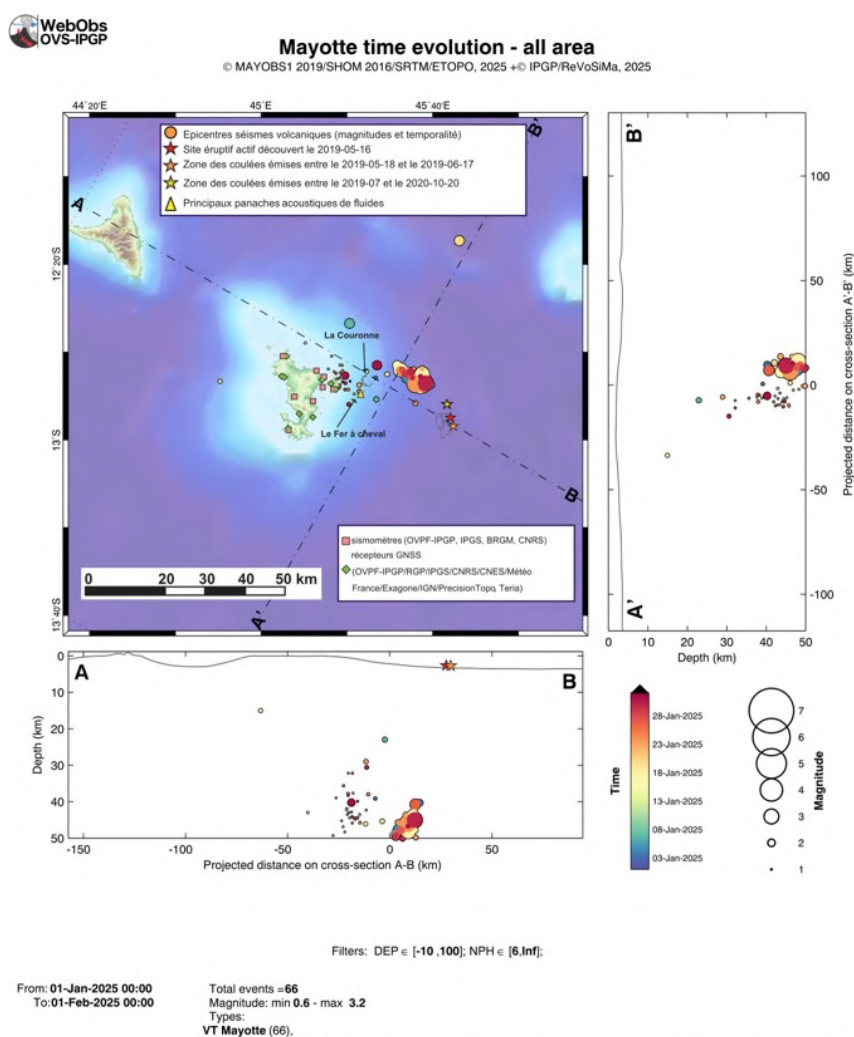 WebObs
OVS-IPGP
Mayotte time evolution - all area
© MAYOBS1 2019/SHOM 2016/SRTM/ETOPO, 2025 +© IPGP/ReVoSiMa, 2025
44˚20'E
45˚E
45˚40'E
Epicentres séismes volcaniques (magnitudes et temporalité)
Site éruptif actif découvert le 2019-05-16
Zone des coulées émises entre le 2019-05-18 et le 2019-06-17
Zone des coulées émises entre le 2019-07 et le 2020-10-20
Principaux panaches acoustiques de fluides
A
B'
12˚20'S
13˚S
13˚40'S
La Couronne
Le Fer à cheval
B
A'
sismomètres (OVPF-IPGP, IPGS, BRGM, CNRS)
récepteurs GNSS
(OVPF-IPGP/RGP/IPGS/CNRS/CNES/Météo
France/Exagone/IGN/PrecisionTopo, Teria)
0 10 20 30 40 50 km
B'
A'
100
50
0
-50
-100
Projected distance on cross-section A'-B' (km)
0 10 20 30 40 50
Depth (km)
A
B
0
10
20
30
40
50
Depth (km)
-150 -100 -50 0 50
Projected distance on cross-section A-B (km)
Time
28-Jan-2025
23-Jan-2025
18-Jan-2025
13-Jan-2025
08-Jan-2025
03-Jan-2025
7
6
5
4
3
2
1
Magnitude
Filters: DEP ∈ [-10 ,100]; NPH ∈ [6,Inf];
From: 01-Jan-2025 00:00
To:01-Feb-2025 00:00
Total events =66
Magnitude: min 0.6 - max 3.2
Types:
VT Mayotte (66),